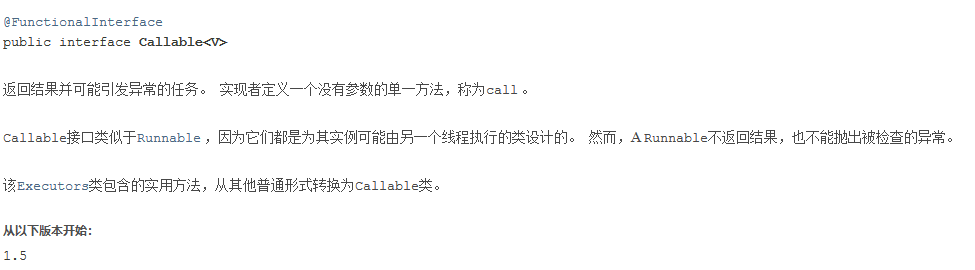 @FunctionalInterface
public interface Callable<V>
返回结果并可能引发异常的任务。 实现者定义一个没有参数的单一方法，称为call 。
Callable接口类似于Runnable ，因为它们都是为其实例可能由另一个线程执行的类设计的。 然而，A Runnable不返回结果，也不能抛出被检查的异常。
该Executors类包含的实用方法，从其他普通形式转换为Callable类。
从以下版本开始：
1.5